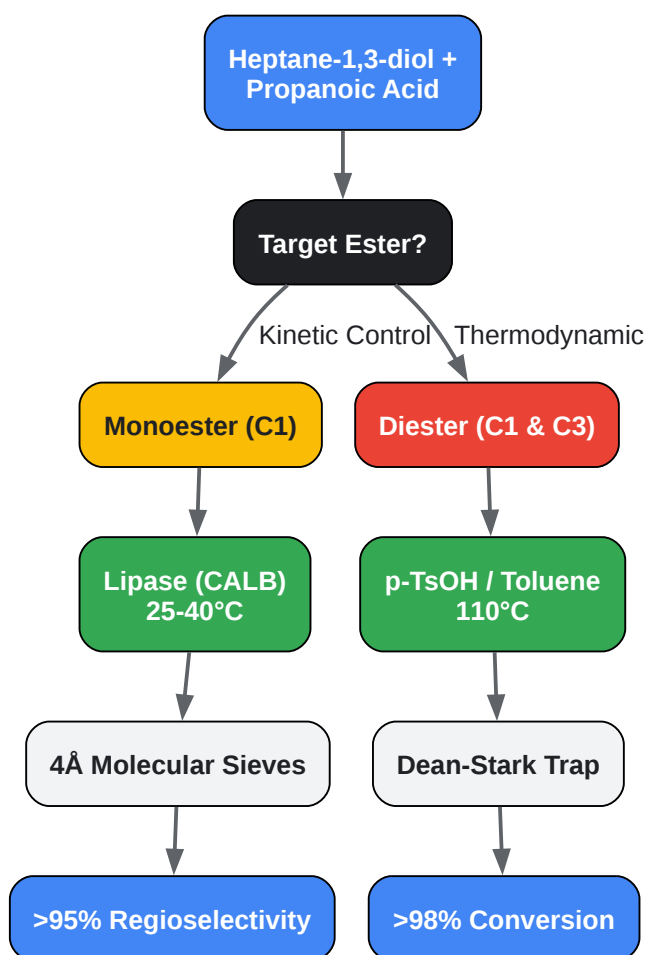 Heptane-1,3-diol +
Propanoic Acid
Target Ester?
Kinetic Control
Thermodynamic
Monoester (C1)
Diester (C1 & C3)
Lipase (CALB)
25-40°C
p-TsOH / Toluene
110°C
4Å Molecular Sieves
Dean-Stark Trap
>95% Regioselectivity
>98% Conversion